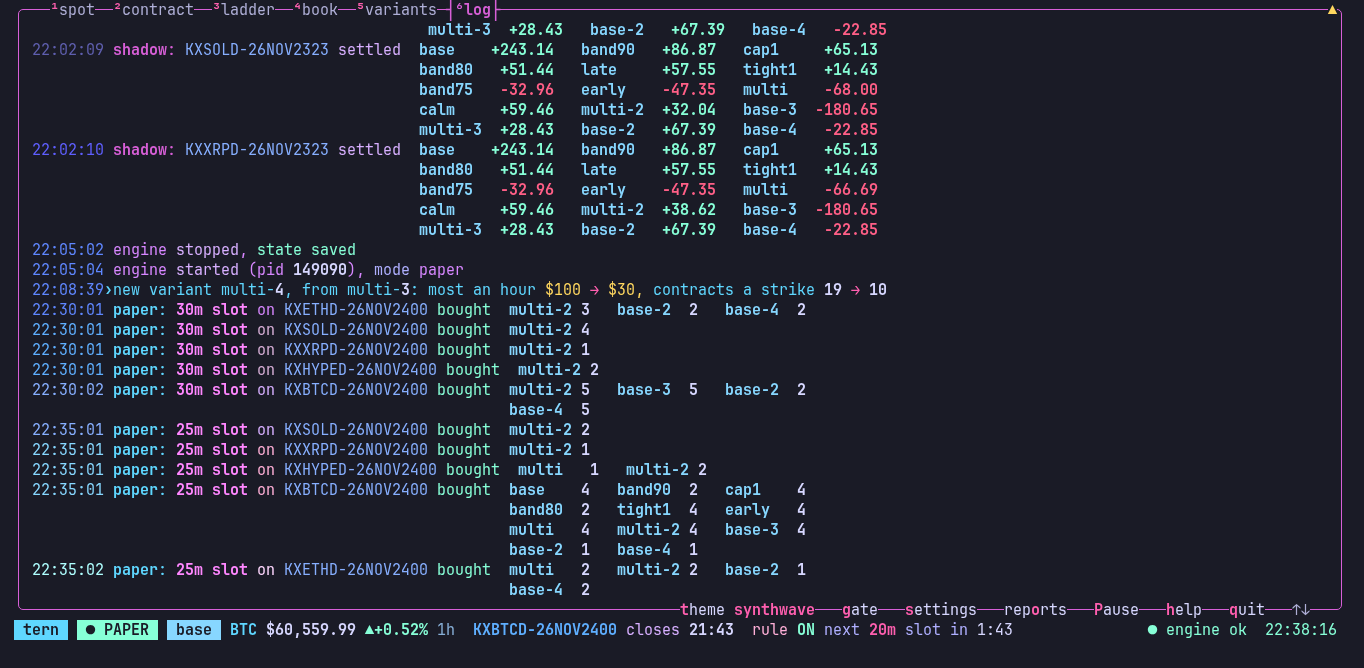 ¹spot ²contract ³ladder ⁴book ⁵variants ⁶log ▲
multi-3 +28.43 base-2 +67.39 base-4 -22.85
22:02:09 shadow: KXSOLD-26NOV2323 settled base +243.14 band90 +86.87 cap1 +65.13
band80 +51.44 late +57.55 tight1 +14.43
band75 -32.96 early -47.35 multi -68.00
calm +59.46 multi-2 +32.04 base-3 -180.65
multi-3 +28.43 base-2 +67.39 base-4 -22.85
22:02:10 shadow: KXXRPD-26NOV2323 settled base +243.14 band90 +86.87 cap1 +65.13
band80 +51.44 late +57.55 tight1 +14.43
band75 -32.96 early -47.35 multi -66.69
calm +59.46 multi-2 +38.62 base-3 -180.65
multi-3 +28.43 base-2 +67.39 base-4 -22.85
22:05:02 engine stopped, state saved
22:05:04 engine started (pid 149090), mode paper
22:08:39›new variant multi-4, from multi-3: most an hour $100 → $30, contracts a strike 19 → 10
22:30:01 paper: 30m slot on KXETHD-26NOV2400 bought multi-2 3 base-2 2 base-4 2
22:30:01 paper: 30m slot on KXSOLD-26NOV2400 bought multi-2 4
22:30:01 paper: 30m slot on KXXRPD-26NOV2400 bought multi-2 1
22:30:01 paper: 30m slot on KXHYPED-26NOV2400 bought multi-2 2
22:30:02 paper: 30m slot on KXBTCD-26NOV2400 bought multi-2 5 base-3 5 base-2 2
base-4 5
22:35:01 paper: 25m slot on KXSOLD-26NOV2400 bought multi-2 2
22:35:01 paper: 25m slot on KXXRPD-26NOV2400 bought multi-2 1
22:35:01 paper: 25m slot on KXHYPED-26NOV2400 bought multi 1 multi-2 2
22:35:01 paper: 25m slot on KXBTCD-26NOV2400 bought base 4 band90 2 cap1 4
band80 2 tight1 4 early 4
multi 4 multi-2 4 base-3 4
base-2 1 base-4 1
22:35:02 paper: 25m slot on KXETHD-26NOV2400 bought multi 2 multi-2 2 base-2 1
base-4 2
theme synthwave gate settings reports Pause help quit ↑↓
tern ● PAPER base BTC $60,559.99 ▲+0.52% 1h KXBTCD-26NOV2400 closes 21:43 rule ON next 20m slot in 1:43 ● engine ok 22:38:16